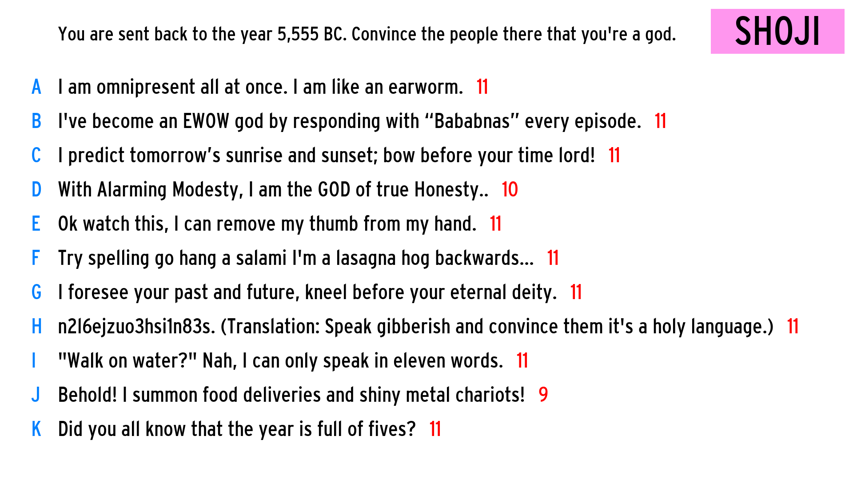 You are sent back to the year 5,555 BC. Convince the people there that you're a god.
SHOJI
A I am omnipresent all at once. I am like an earworm. 11
B I've become an EWOW god by responding with “Bababnas” every episode. 11
C I predict tomorrow’s sunrise and sunset; bow before your time lord! 11
D With Alarming Modesty, I am the GOD of true Honesty.. 10
E Ok watch this, I can remove my thumb from my hand. 11
F Try spelling go hang a salami I'm a lasagna hog backwards... 11
G I foresee your past and future, kneel before your eternal deity. 11
H n2l6ejzuo3hsi1n83s. (Translation: Speak gibberish and convince them it's a holy language.) 11
I "Walk on water?" Nah, I can only speak in eleven words. 11
J Behold! I summon food deliveries and shiny metal chariots! 9
K Did you all know that the year is full of fives? 11